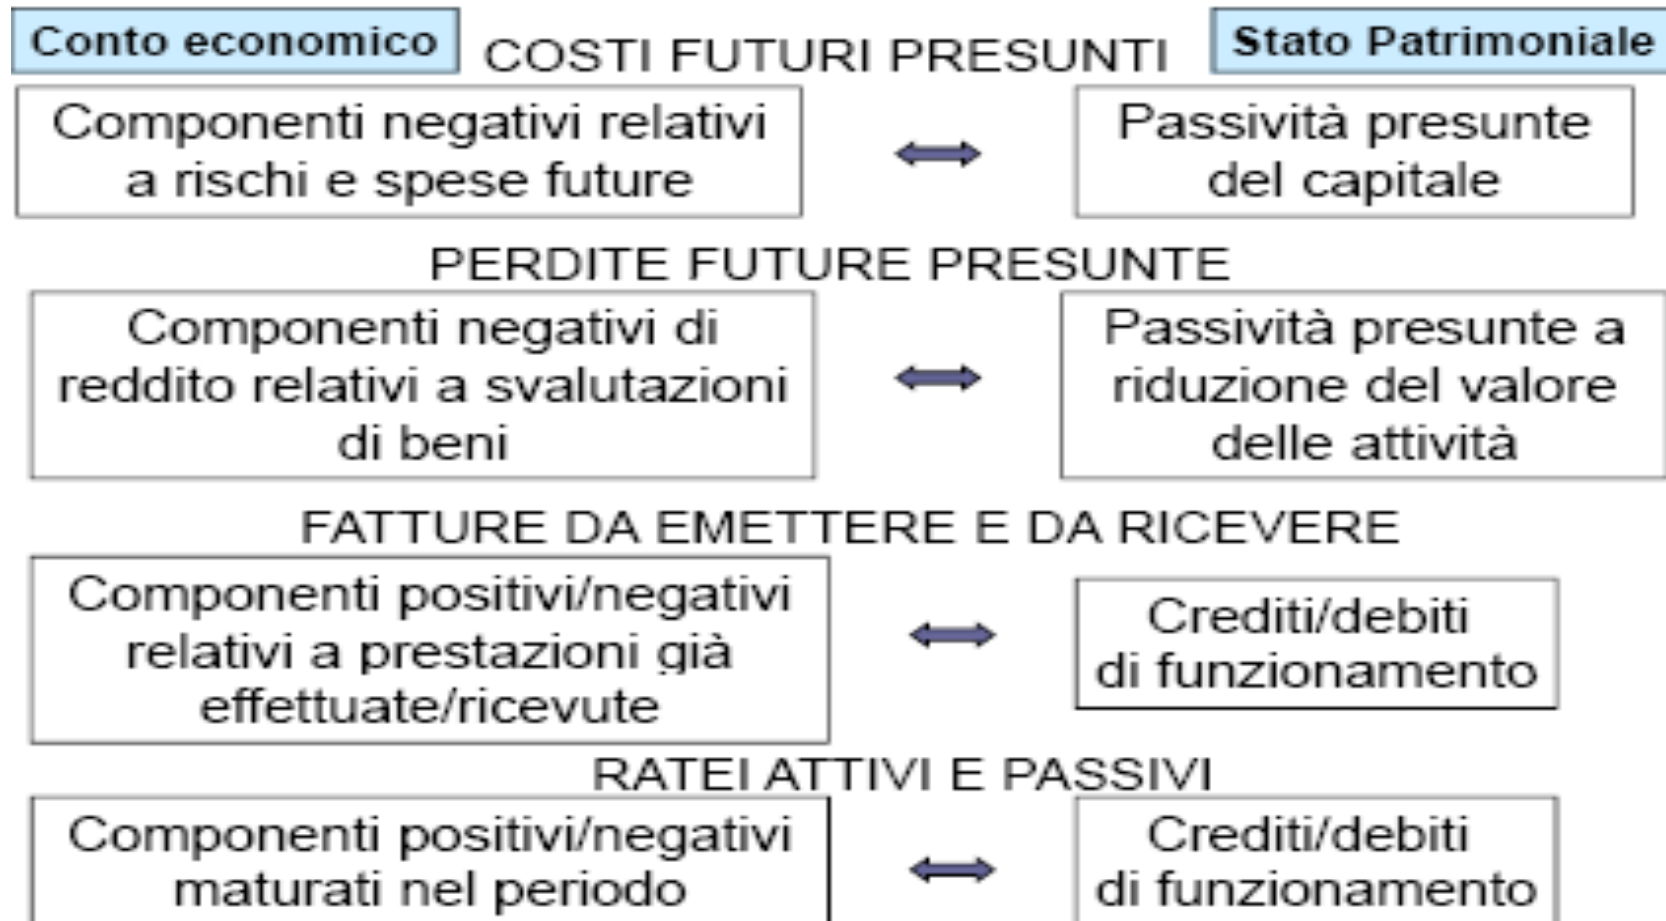 Conto economico
COSTI FUTURI PRESUNTI
Stato Patrimoniale
Componenti negativi relativi
a rischi e spese future
Passività presunte
del capitale
PERDITE FUTURE PRESUNTE
Componenti negativi di
reddito relativi a svalutazioni
di beni
Passività presunte a
riduzione del valore
delle attività
FATTURE DA EMETTERE E DA RICEVERE
Componenti positivi/negativi
relativi a prestazioni già
effettuate/ricevute
Crediti/debiti
di funzionamento
RATEI ATTIVI E PASSIVI
Componenti positivi/negativi
maturati nel periodo
Crediti/debiti
di funzionamento